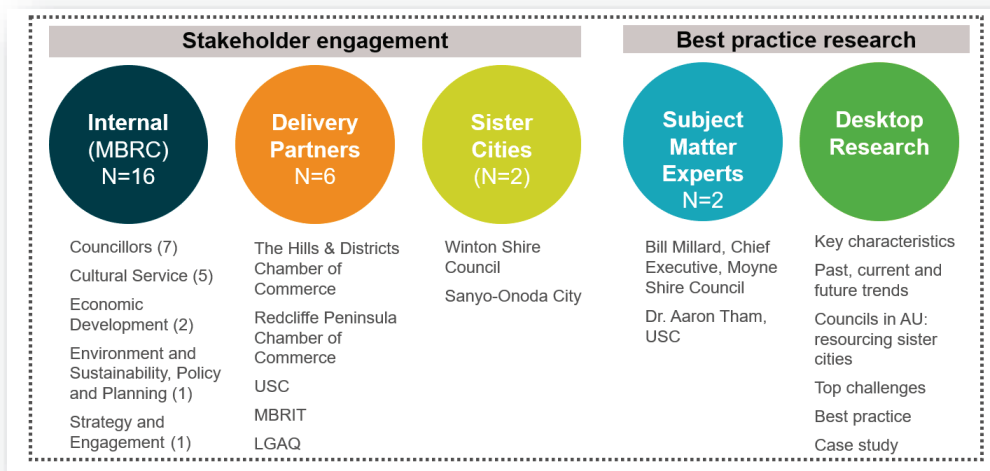 Stakeholder engagement
Best practice research
Internal
(MBRC)
N=16
Delivery
Partners
N=6
Sister
Cities
(N=2)
Subject
Matter
Experts
N=2
Desktop
Research
Councillors (7)
Cultural Service (5)
Economic
Development (2)
Environment and
Sustainability, Policy
and Planning (1)
Strategy and
Engagement (1)
The Hills & Districts
Chamber of
Commerce
Redcliffe Peninsula
Chamber of
Commerce
USC
MBRIT
LGAQ
Winton Shire
Council
Sanyo-Onoda City
Bill Millard, Chief
Executive, Moyne
Shire Council
Dr. Aaron Tham,
USC
Key characteristics
Past, current and
future trends
Councils in AU:
resourcing sister
cities
Top challenges
Best practice
Case study